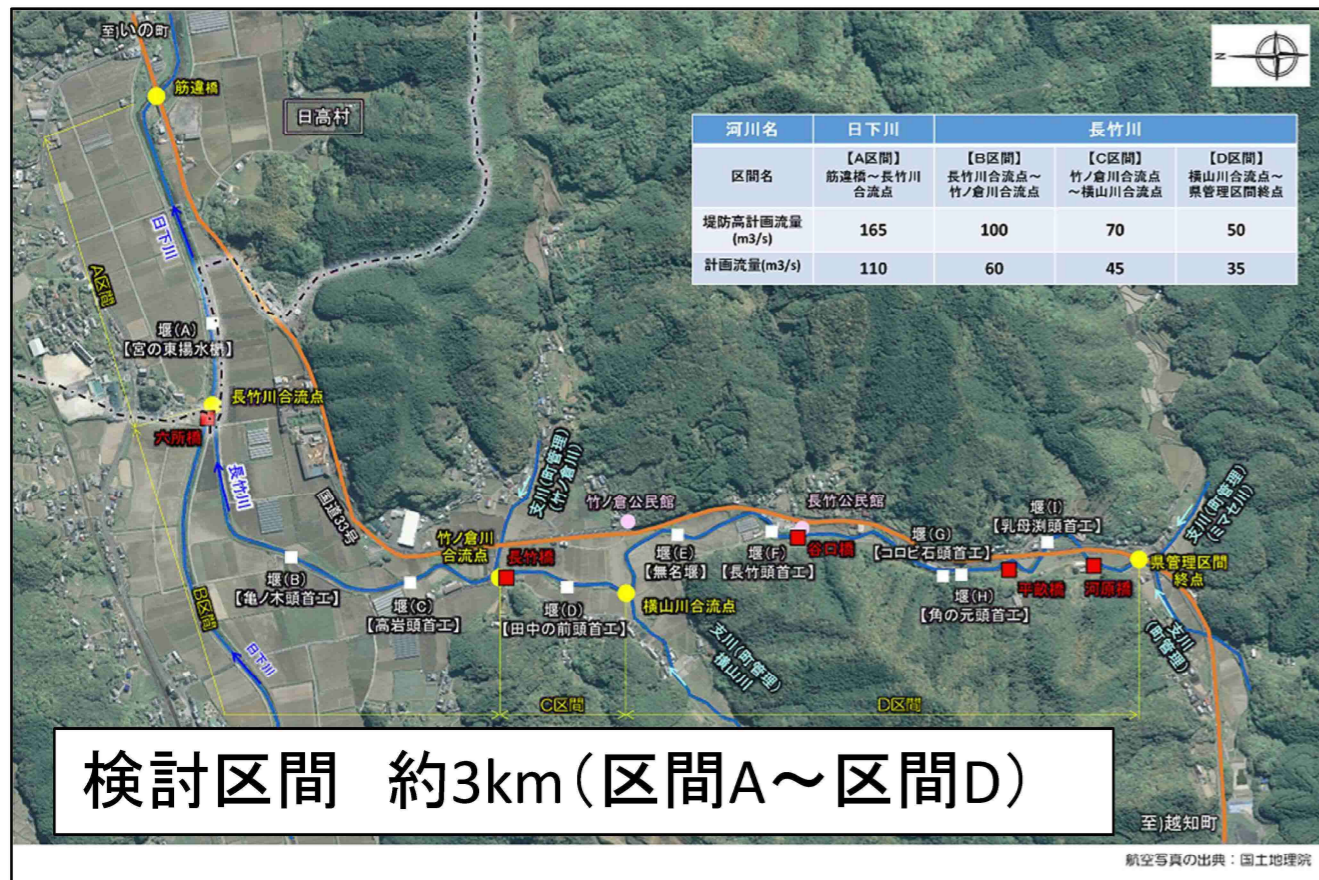 至)いの町
筋違橋
日高村
N
河川名 日下川 長竹川
区間名
【A区間】
筋違橋~長竹川
合流点
【B区間】
長竹川合流点~
竹ノ倉川合流点
【C区間】
竹ノ倉川合流点
~横山川合流点
【D区間】
横山川合流点~
県管理区間終点
堤防高計画流量
(m3/s)
165 100 70 50
計画流量(m3/s) 110 60 45 35
日下川
A区間
堰(A)
【宮の東揚水樋】
長竹川合流点
六所橋
長竹川
国道33号
支川(町管理)
(竹ノ倉川)
竹ノ倉公民館
長竹公民館
竹ノ倉川
合流点
長竹橋
堰(B)
【亀ノ木頭首工】
堰(C)
【高岩頭首工】
堰(D)
【田中の前頭首工】
堰(E)
【無名堰】
堰(F)
【長竹頭首工】
谷口橋
堰(G)
【コロビ石頭首工】
堰(H)
【角の元頭首工】
堰(I)
【乳母渕頭首工】
平畝橋
河原橋
支川(町管理)
(ミマセ川)
県管理区間
終点
支川
(町管理)
横山川合流点
支川(町管理)
横山川
B区間
日下川
C区間
D区間
検討区間 約3km(区間A~区間D)
至)越知町
航空写真の出典:国土地理院